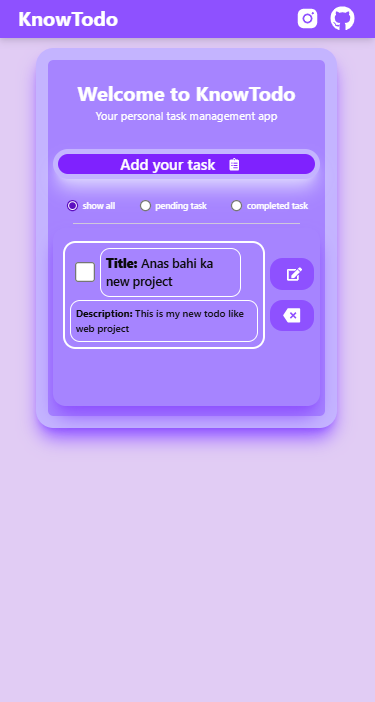 KnowTodo
Welcome to KnowTodo
Your personal task management app
Add your task
show all pending task completed task
Title: Anas bahi ka
new project
Description: This is my new todo like
web project